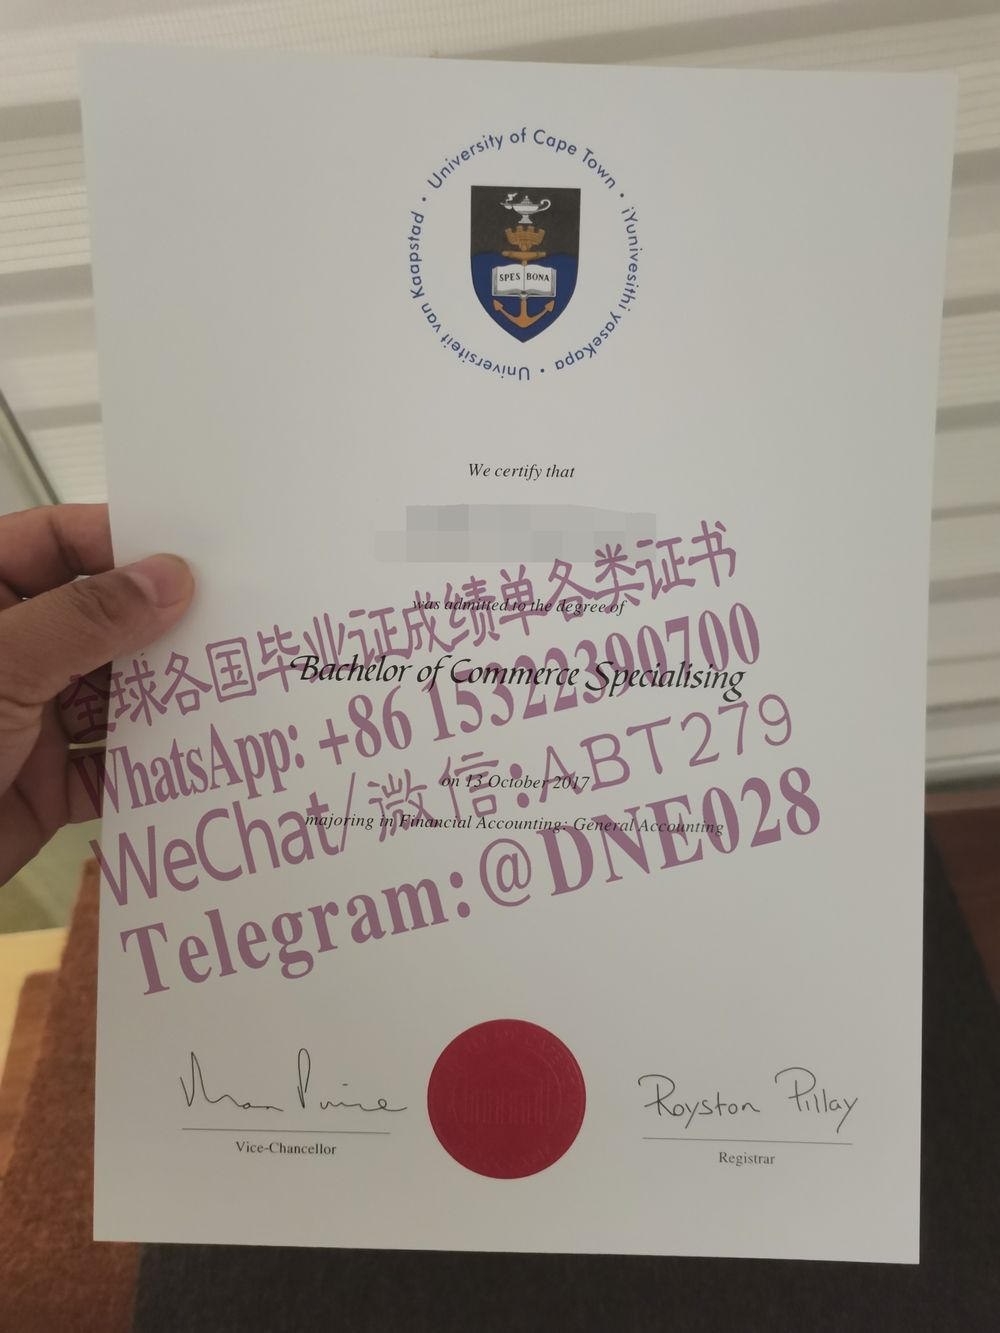 University of Cape Town • iYunivesithi yaseKapa • Universiteit van Kaapstad •
SPES BONA
We certify that
was admitted to the degree of
全球各国毕业证成绩单各类证书
Bachelor of Commerce Specialising
WhatsApp: +86 15322390700
on 13 October 2017
WeChat/微信:ABT279
majoring in Financial Accounting: General Accounting
Telegram:@DNE028
Royston Pillay
Vice-Chancellor
Registrar